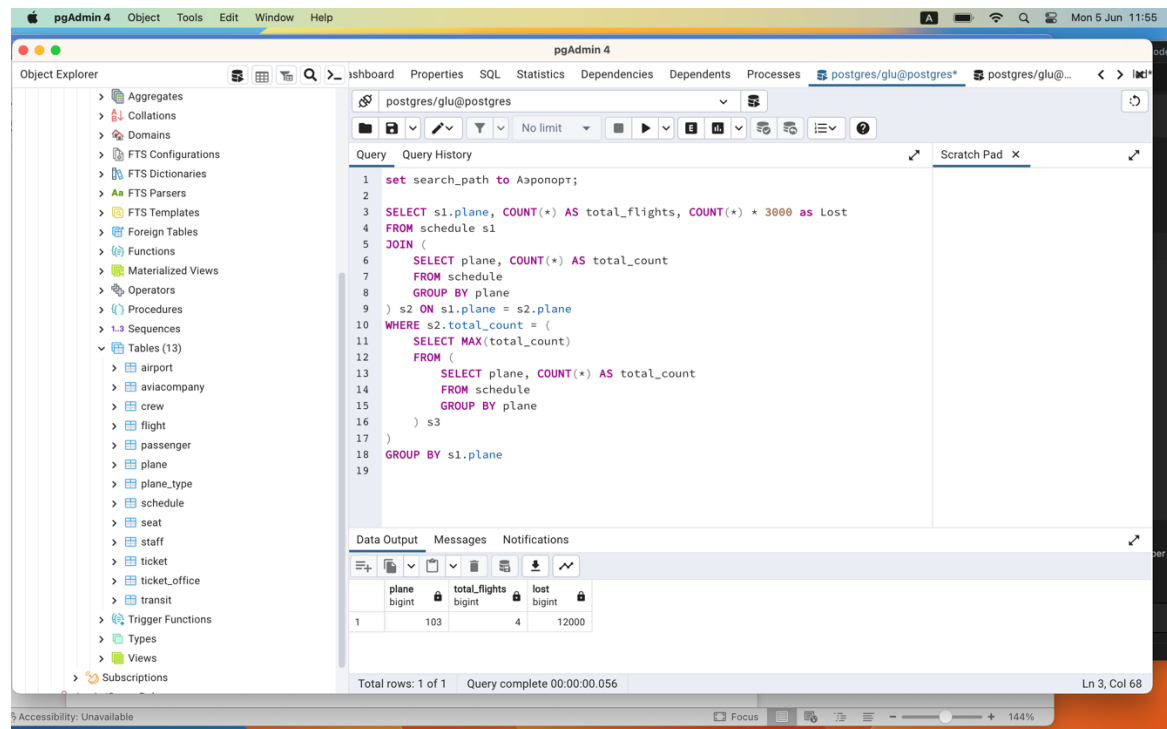 pgAdmin 4 Object Tools Edit Window Help
A
Mon 5 Jun 11:55
pgAdmin 4
Object Explorer
Properties SQL Statistics Dependencies Dependents Processes postgres/glu@postgres* postgres/glu@...
Aggregates
Collations
Domains
FTS Configurations
FTS Dictionaries
Aa FTS Parsers
FTS Templates
Foreign Tables
Functions
Materialized Views
Operators
Procedures
1..3 Sequences
Tables (13)
airport
aviacompany
crew
flight
passenger
plane
plane_type
schedule
seat
staff
ticket
ticket_office
transit
Trigger Functions
Types
Views
Subscriptions
postgres/glu@postgres
No limit
E
Query Query History
Scratch Pad
1 set search_path to Аэропорт;
2
3 SELECT s1.plane, COUNT(*) AS total_flights, COUNT(*) * 3000 as Lost
4 FROM schedule s1
5 JOIN (
6 SELECT plane, COUNT(*) AS total_count
7 FROM schedule
8 GROUP BY plane
9 ) s2 ON s1.plane = s2.plane
10 WHERE s2.total_count = (
11 SELECT MAX(total_count)
12 FROM (
13 SELECT plane, COUNT(*) AS total_count
14 FROM schedule
15 GROUP BY plane
16 ) s3
17 )
18 GROUP BY s1.plane
19
Data Output Messages Notifications
plane total_flights lost
bigint bigint bigint
1 103 4 12000
Total rows: 1 of 1 Query complete 00:00:00.056
Ln 3, Col 68
Accessibility: Unavailable
Focus
144%